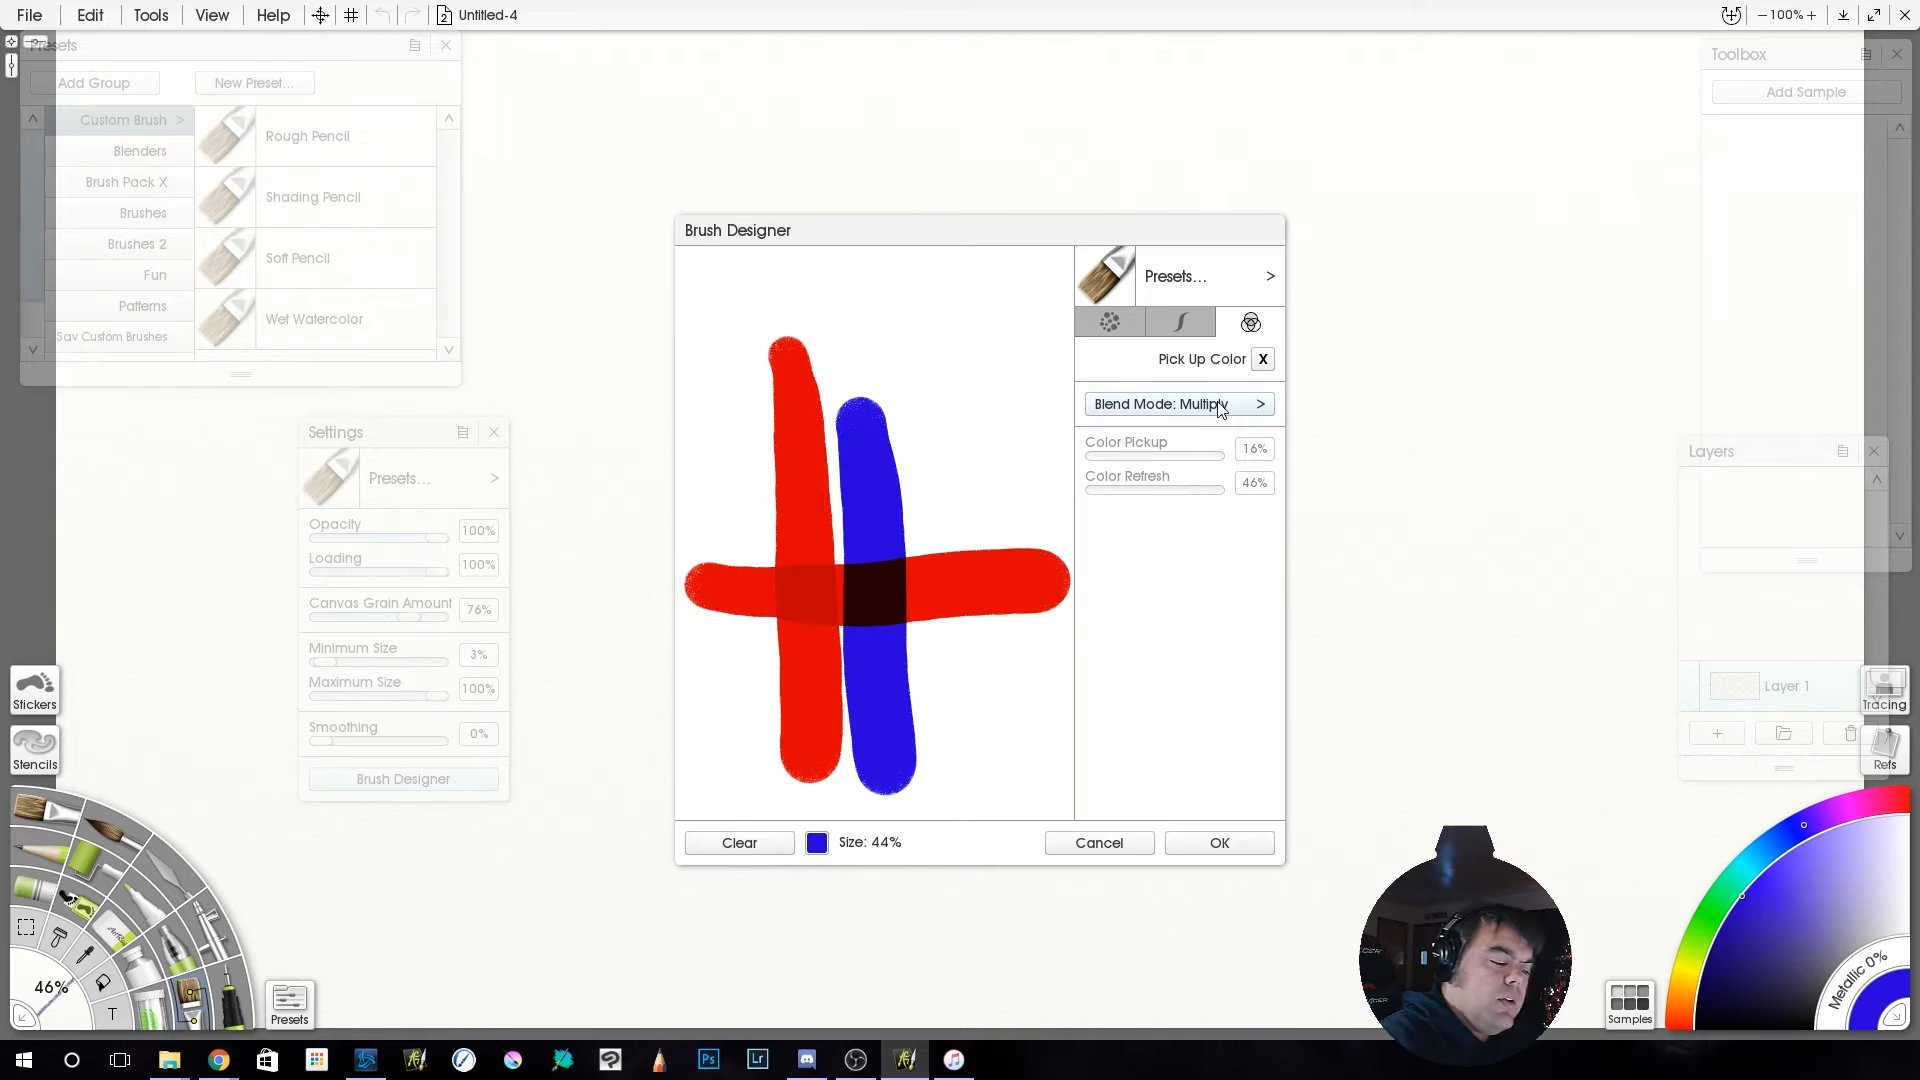 File Edit Tools View Help 2 Untitled-4 100%
Presets
Add Group New Preset...
Custom Brush >
Blenders
Brush Pack X
Brushes
Brushes 2
Fun
Patterns
Sav Custom Brushes
Rough Pencil
Shading Pencil
Soft Pencil
Wet Watercolor
Toolbox
Add Sample
Settings
Presets... >
Opacity 100%
Loading 100%
Canvas Grain Amount 76%
Minimum Size 3%
Maximum Size 100%
Smoothing 0%
Brush Designer
Brush Designer
Presets... >
Pick Up Color X
Blend Mode: Multiply >
Color Pickup 16%
Color Refresh 46%
Clear Size: 44% Cancel OK
Layers
Layer 1
Stickers
Stencils
Tracing
Refs
46%
T
Presets
Samples
Metallic 0%
Ps Lr